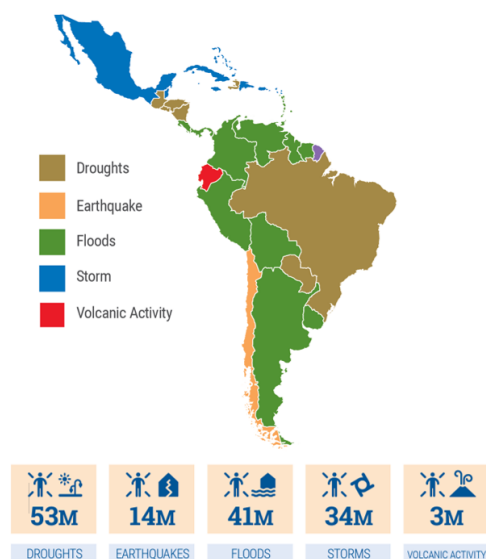 Droughts
Earthquake
Floods
Storm
Volcanic Activity
53M 14M 41M 34M 3M
DROUGHTS EARTHQUAKES FLOODS STORMS VOLCANIC ACTIVITY